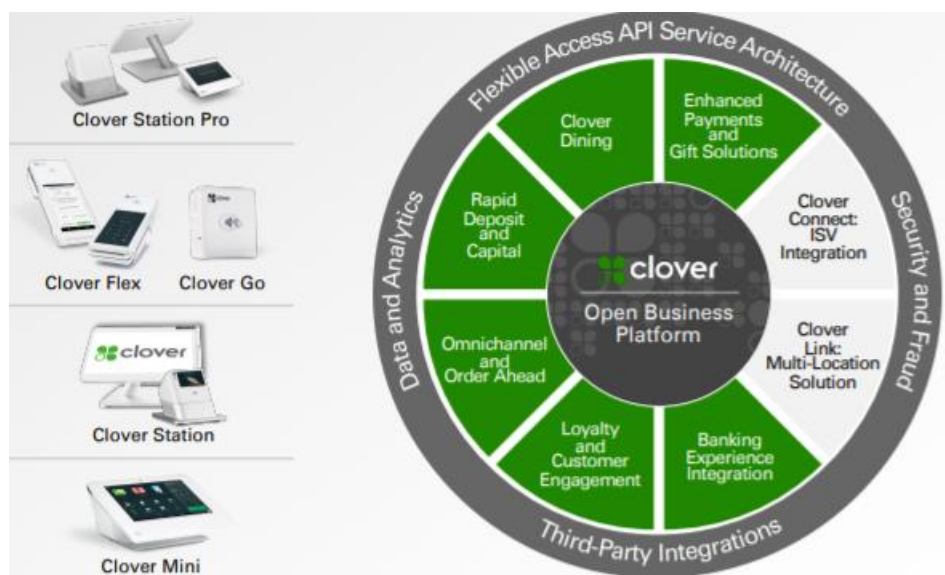 Clover Station Pro
Clover Flex
Clover Go
clover
Clover Station
Clover Mini
Flexible Access API Service Architecture
Security and Fraud
Third-Party Integrations
Data and Analytics
Clover
Dining
Enhanced
Payments
and
Gift Solutions
Clover
Connect:
ISV
Integration
Clover
Link:
Multi-Location
Solution
Banking
Experience
Integration
Loyalty
and
Customer
Engagement
Omnichannel
and
Order Ahead
Rapid
Deposit
and
Capital
clover
Open Business
Platform